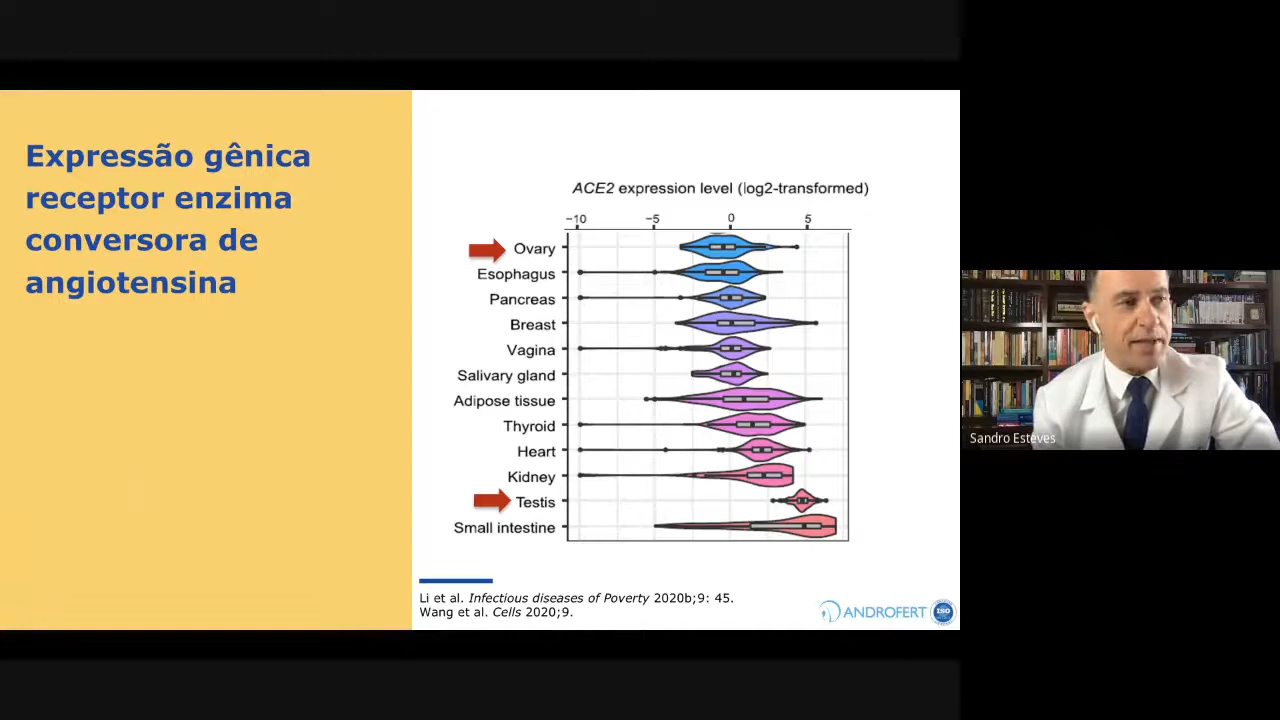 Expressão gênica
receptor enzima
conversora de
angiotensina
ACE2 expression level (log2-transformed)
−10 −5 0 5
Ovary
Esophagus
Pancreas
Breast
Vagina
Salivary gland
Adipose tissue
Thyroid
Heart
Kidney
Testis
Small intestine
Li et al. Infectious diseases of Poverty 2020b;9: 45.
Wang et al. Cells 2020;9.
ANDROFERT
ISO
Sandro Esteves